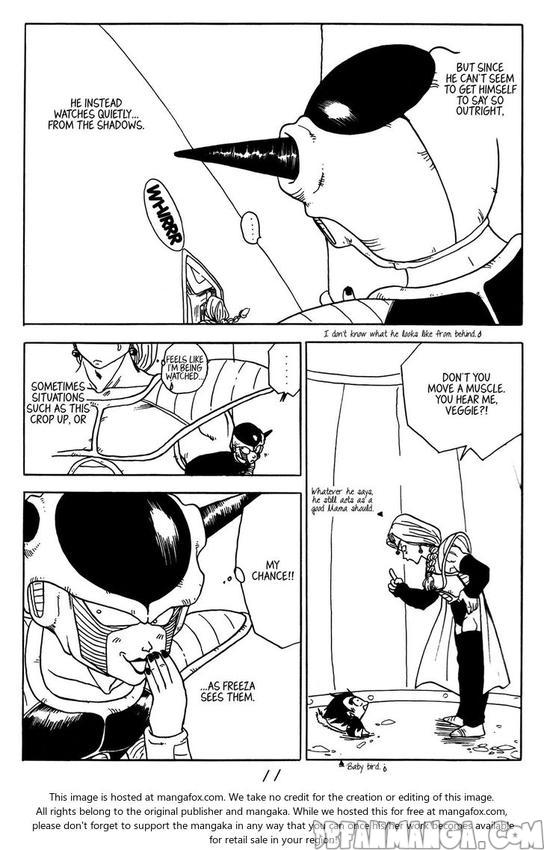 BUT SINCE
HE CAN'T SEEM
TO GET HIMSELF
TO SAY SO
OUTRIGHT,
HE INSTEAD
WATCHES QUIETLY...
FROM THE SHADOWS.
WHIRRR
....
I don't know what he looks like from behind.
DON'T YOU
MOVE A MUSCLE.
YOU HEAR ME,
VEGGIE?!
Whatever he says,
he still acts as a
good Mama should.
Baby bird.
......
FEELS LIKE
I'M BEING
WATCHED...
SOMETIMES
SITUATIONS
SUCH AS THIS
CROP UP, OR
MY
CHANCE!!
...AS FREEZA
SEES THEM.
11
This image is hosted at mangafox.com. We take no credit for the creation or editing of this image.
All rights belong to the original publisher and mangaka. While we hosted this for free at mangafox.com,
please don't forget to support the mangaka in any way that you can once his/her work becomes available
for retail sale in your region!